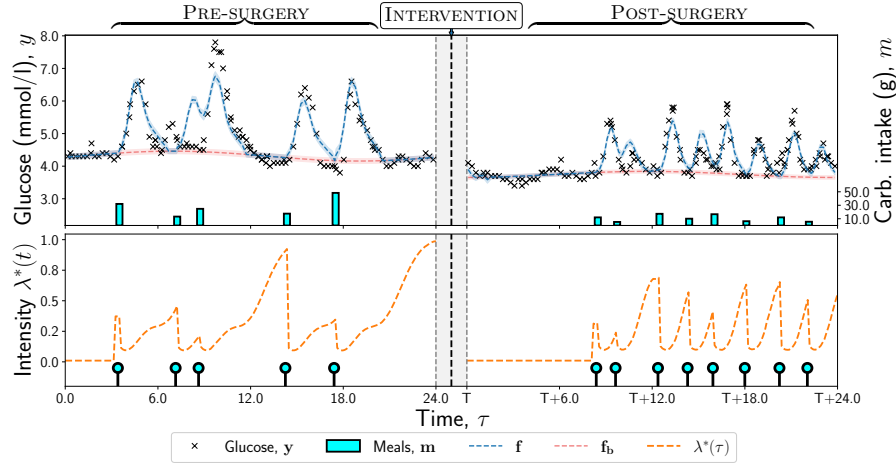 PRE-SURGERY INTERVENTION POST-SURGERY
Glucose (mmol/l), y
8.0
7.0
6.0
5.0
4.0
3.0
Carb. intake (g), m
50.0
30.0
10.0
Intensity λ*(t)
1.0
0.8
0.5
0.2
0.0
0.0 6.0 12.0 18.0 24.0 T T+6.0 T+12.0 T+18.0 T+24.0
Time, τ
Glucose, y Meals, m f f_b λ*(τ)